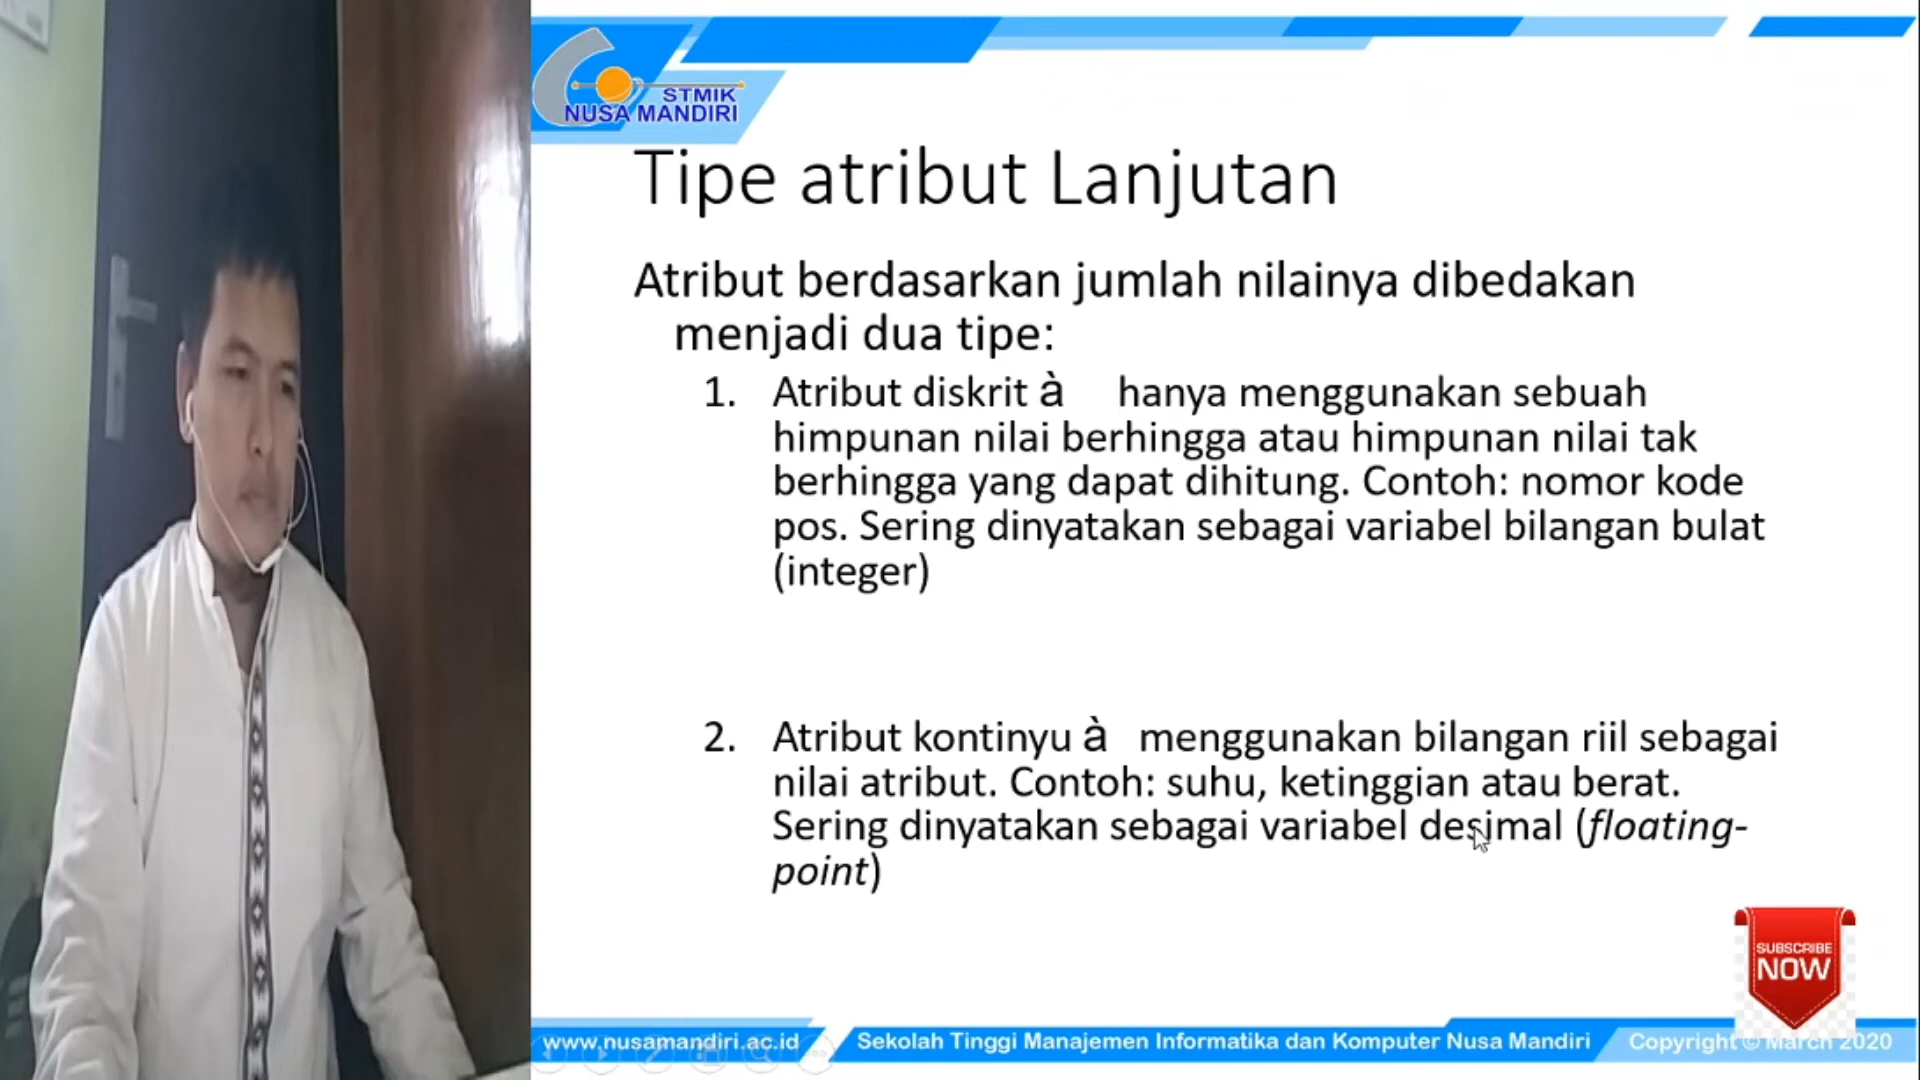 STMIK
NUSA MANDIRI
Tipe atribut Lanjutan
Atribut berdasarkan jumlah nilainya dibedakan
menjadi dua tipe:
1. Atribut diskrit à hanya menggunakan sebuah
himpunan nilai berhingga atau himpunan nilai tak
berhingga yang dapat dihitung. Contoh: nomor kode
pos. Sering dinyatakan sebagai variabel bilangan bulat
(integer)
2. Atribut kontinyu à menggunakan bilangan riil sebagai
nilai atribut. Contoh: suhu, ketinggian atau berat.
Sering dinyatakan sebagai variabel desimal (floating-
point)
SUBSCRIBE
NOW
www.nusamandiri.ac.id
Sekolah Tinggi Manajemen Informatika dan Komputer Nusa Mandiri
Copyright © March 2020